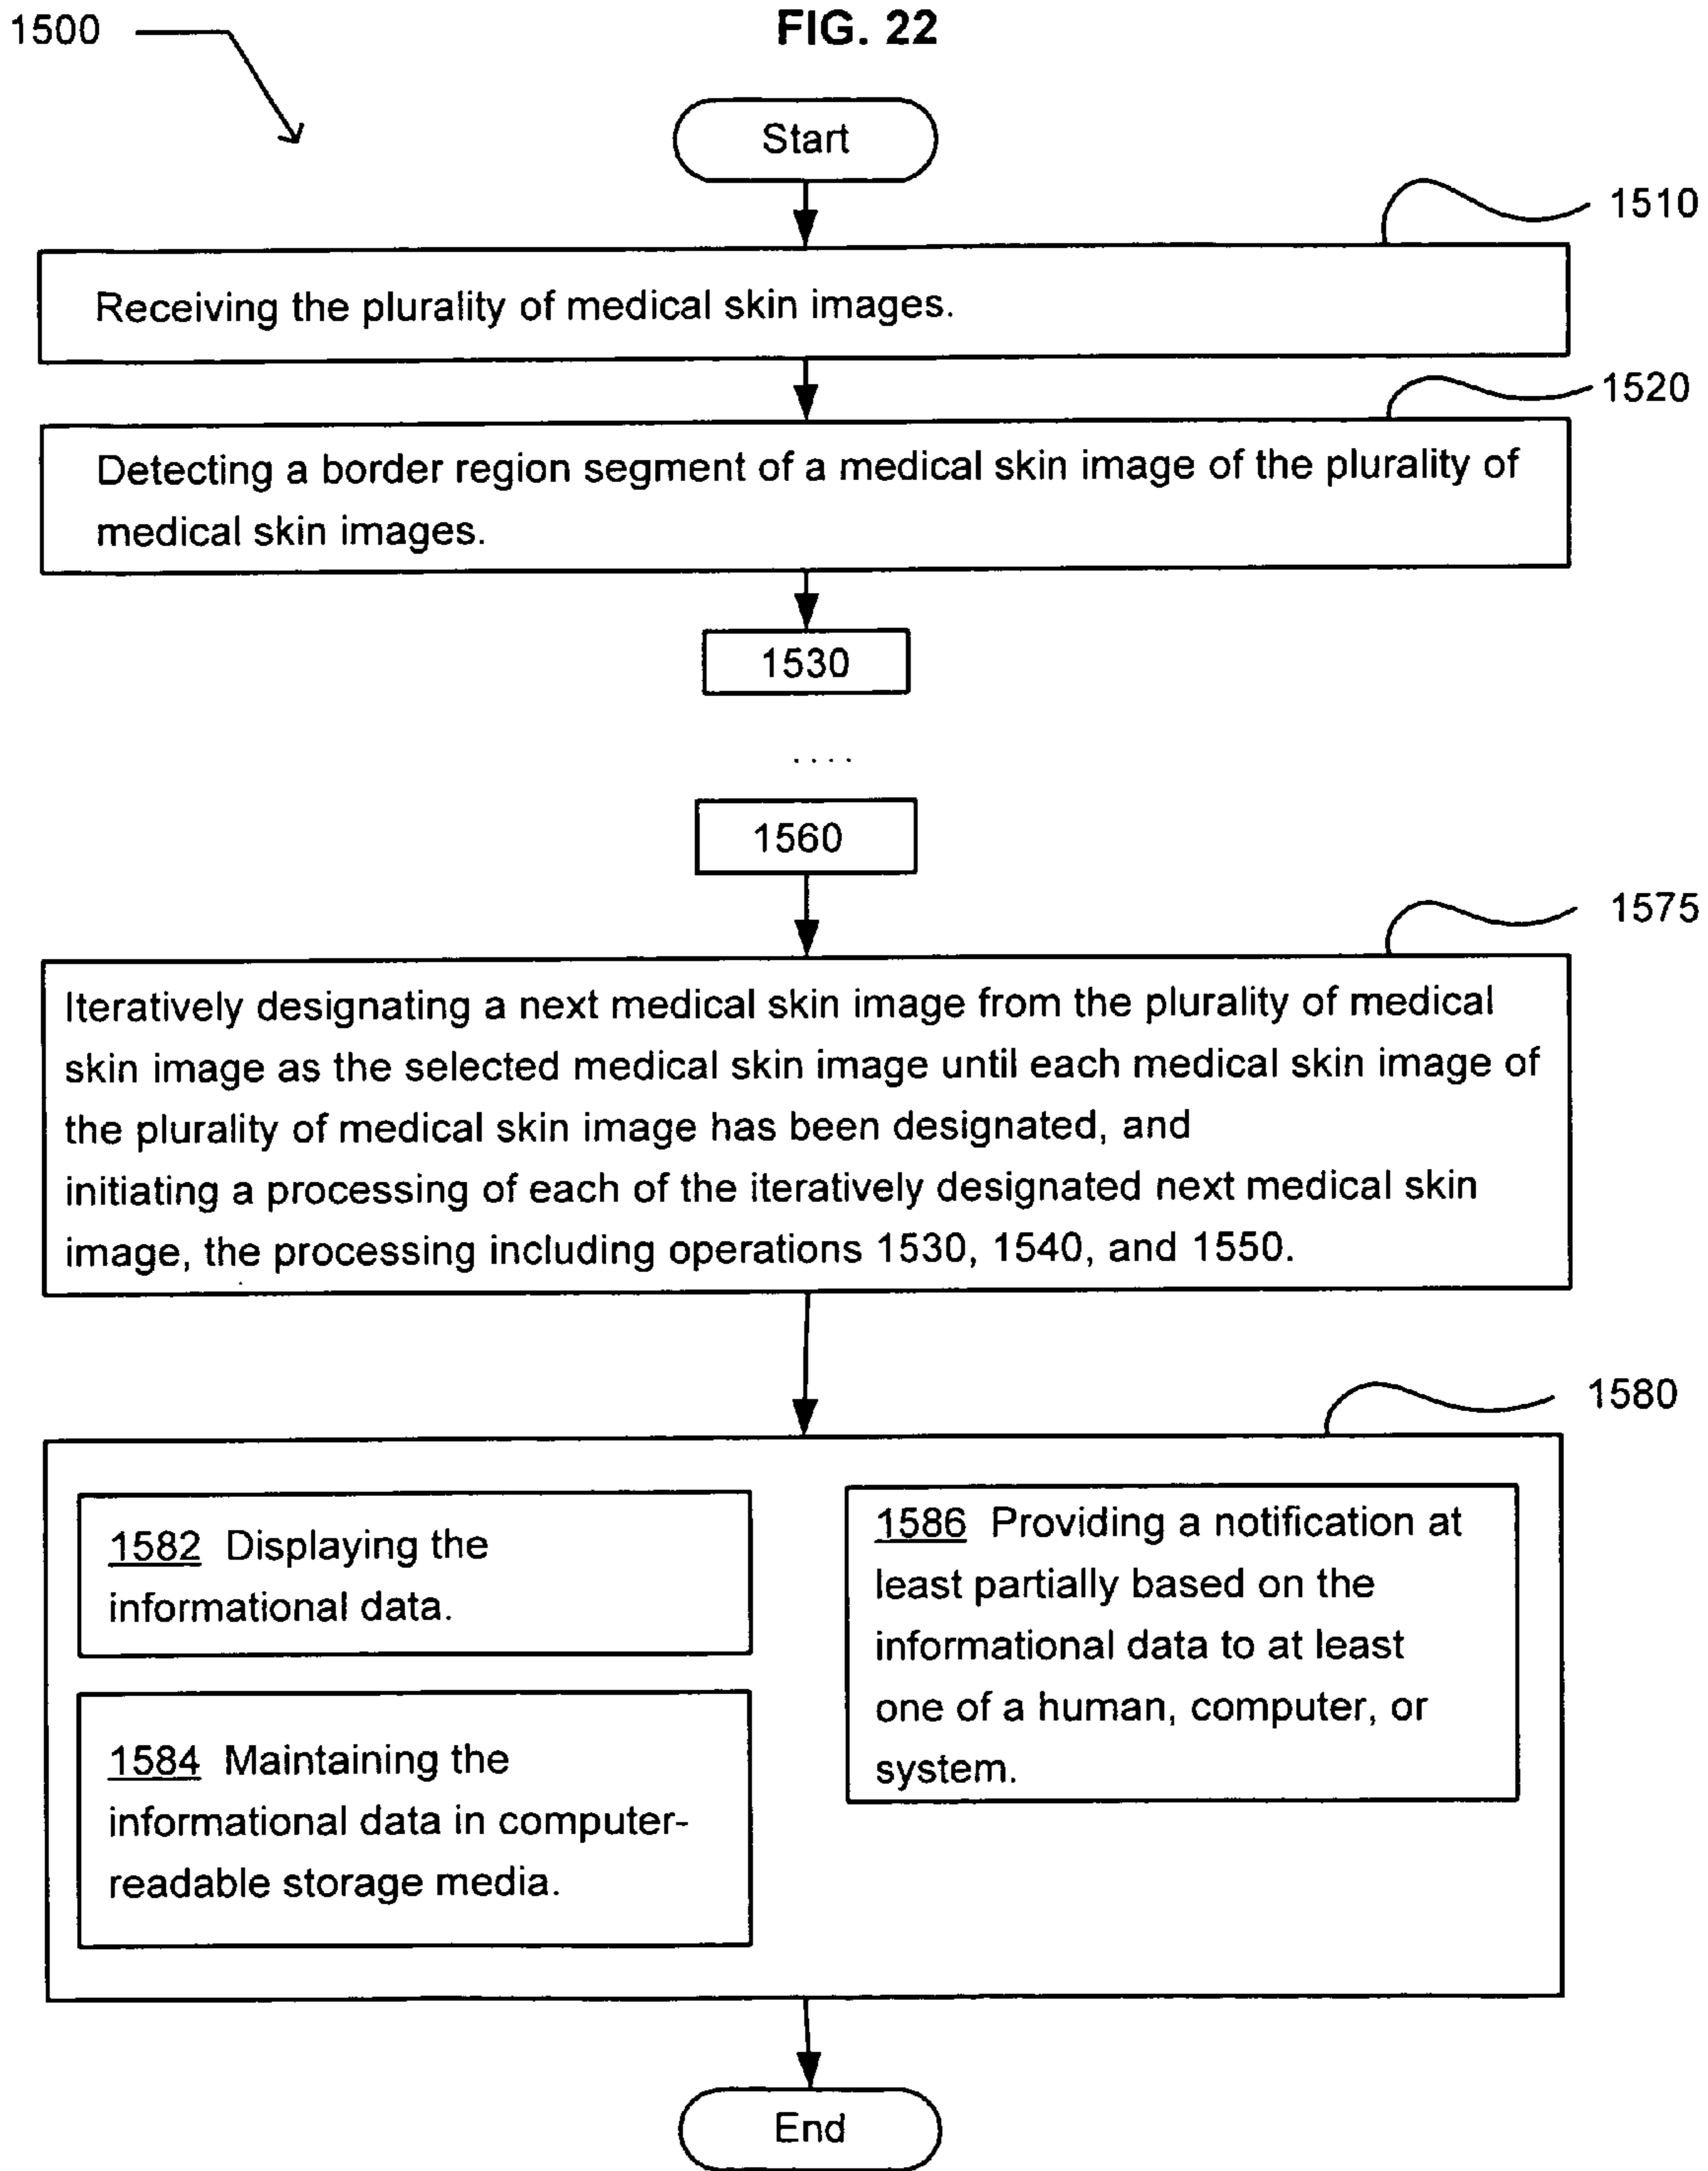 FIG. 22
1500
Start
1510
Receiving the plurality of medical skin images.
1520
Detecting a border region segment of a medical skin image of the plurality of
medical skin images.
1530
....
1560
1575
Iteratively designating a next medical skin image from the plurality of medical
skin image as the selected medical skin image until each medical skin image of
the plurality of medical skin image has been designated, and
initiating a processing of each of the iteratively designated next medical skin
image, the processing including operations 1530, 1540, and 1550.
1580
1582 Displaying the
informational data.
1584 Maintaining the
informational data in computer-
readable storage media.
1586 Providing a notification at
least partially based on the
informational data to at least
one of a human, computer, or
system.
End